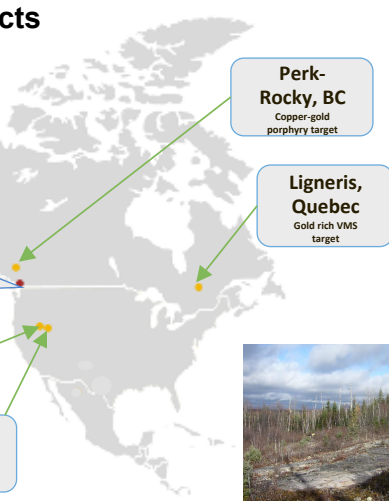 cts
Perk-
Rocky, BC
Copper-gold
porphyry target
Ligneris,
Quebec
Gold rich VMS
target